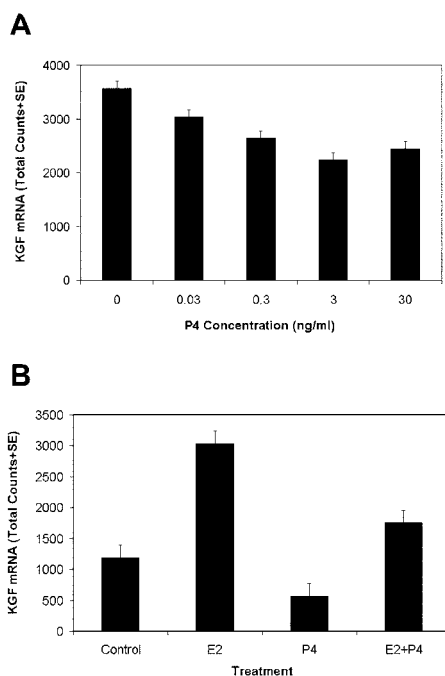 A
KGF mRNA (Total Counts+SE)
4000
3000
2000
1000
0
0 0.03 0.3 3 30
P4 Concentration (ng/ml)
B
KGF mRNA (Total Counts+SE)
3500
3000
2500
2000
1500
1000
500
0
Control E2 P4 E2+P4
Treatment